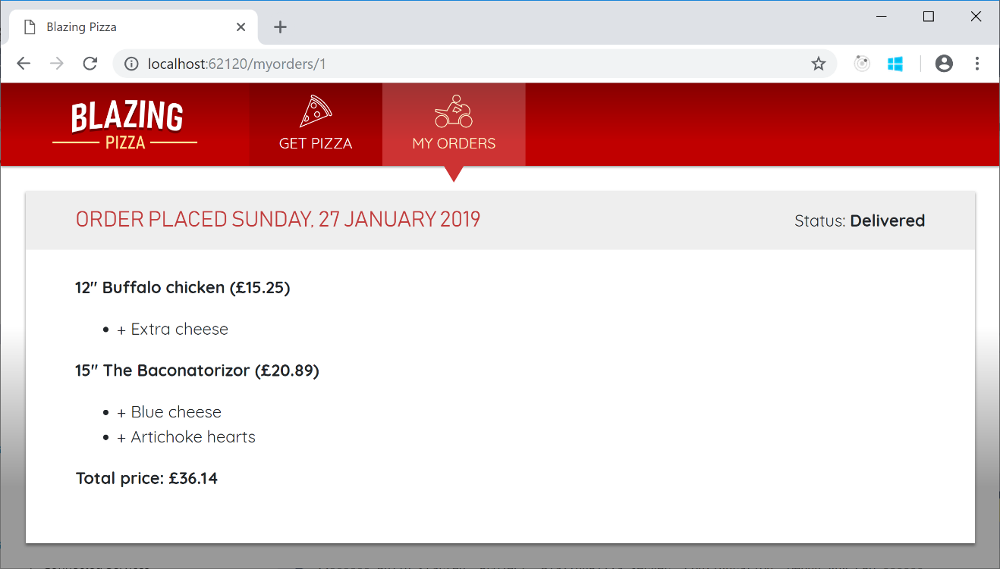 Blazing Pizza
localhost:62120/myorders/1
BLAZING
PIZZA
GET PIZZA
MY ORDERS
ORDER PLACED SUNDAY, 27 JANUARY 2019
Status: Delivered
12" Buffalo chicken (£15.25)
• + Extra cheese
15" The Baconatorizor (£20.89)
• + Blue cheese
• + Artichoke hearts
Total price: £36.14